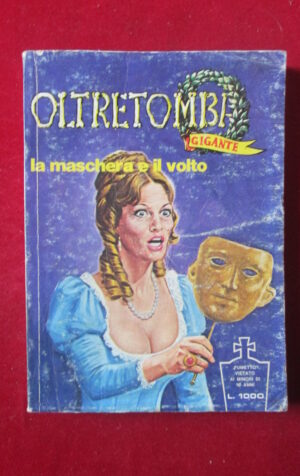 OLTRETOMBA
GIGANTE
la maschera e il volto
FUMETTO
VIETATO
AI MINORI DI
18 ANNI
L. 1000